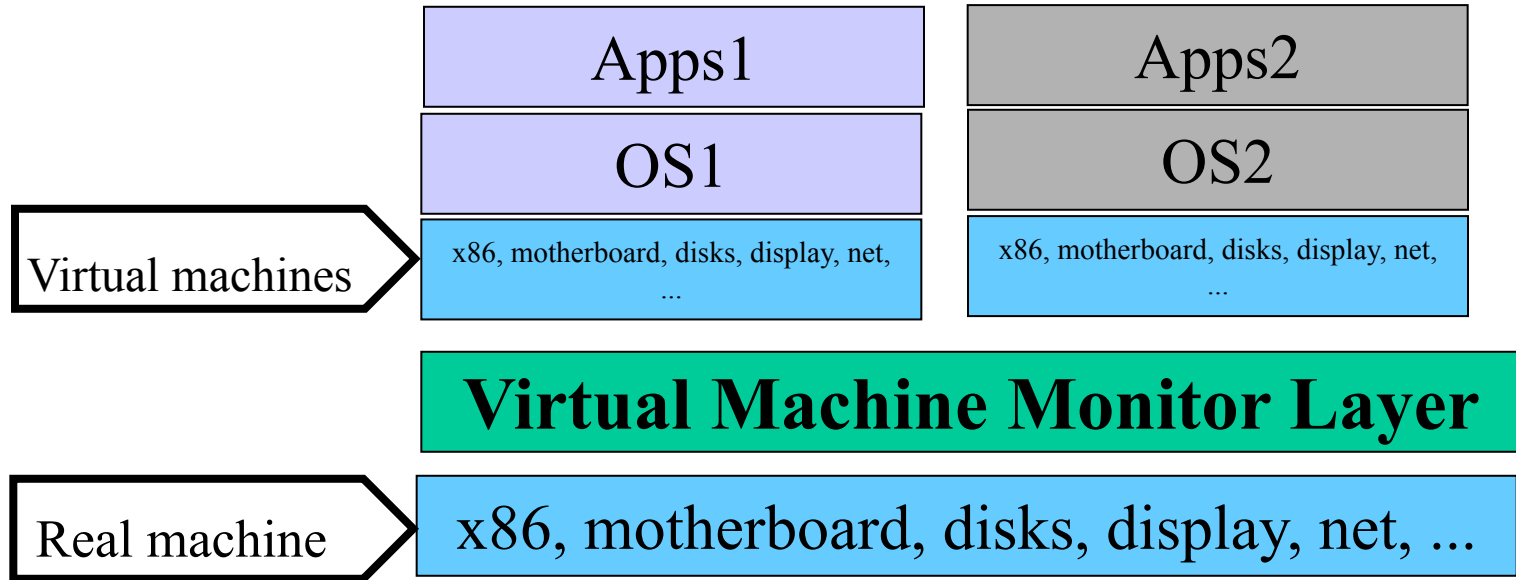 Apps1
Apps2
OS1
OS2
Virtual machines
x86, motherboard, disks, display, net,
...
x86, motherboard, disks, display, net,
...
Virtual Machine Monitor Layer
Real machine
x86, motherboard, disks, display, net, ...